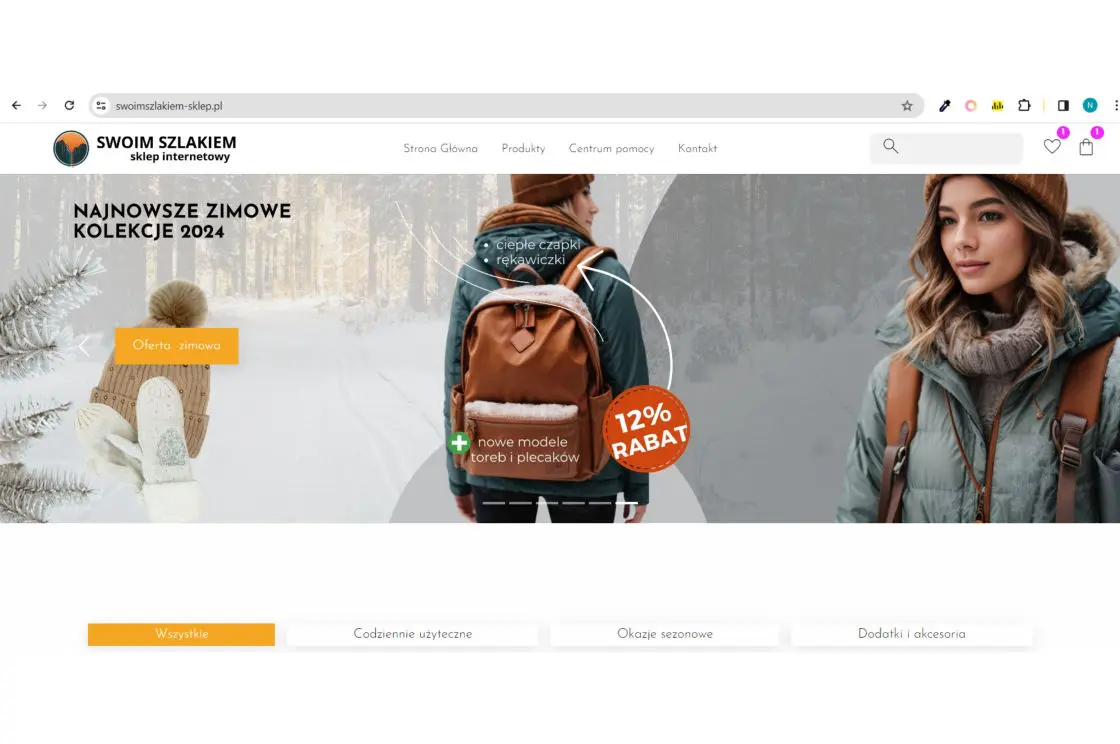 swoimszlakiem-sklep.pl
N
SWOIM SZLAKIEM
sklep internetowy
Strona Główna
Produkty
Centrum pomocy
Kontakt
1
1
NAJNOWSZE ZIMOWE
KOLEKCJE 2024
ciepłe czapki
rękawiczki
Oferta zimowa
12%
RABAT
nowe modele
toreb i plecaków
Wszystkie
Codziennie użyteczne
Okazje sezonowe
Dodatki i akcesoria